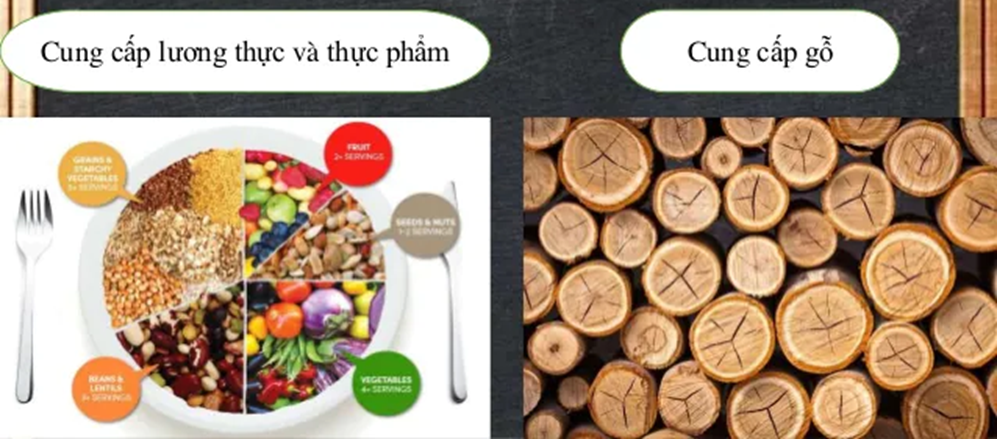 Cung cấp lương thực và thực phẩm
Cung cấp gỗ
GRAINS &
STARCHY
VEGETABLES
FRUIT
2+ SERVINGS
SEEDS & NUTS
1-2 SERVINGS
BEANS &
LENTILS
SERVINGS
VEGETABLES
4+ SERVINGS